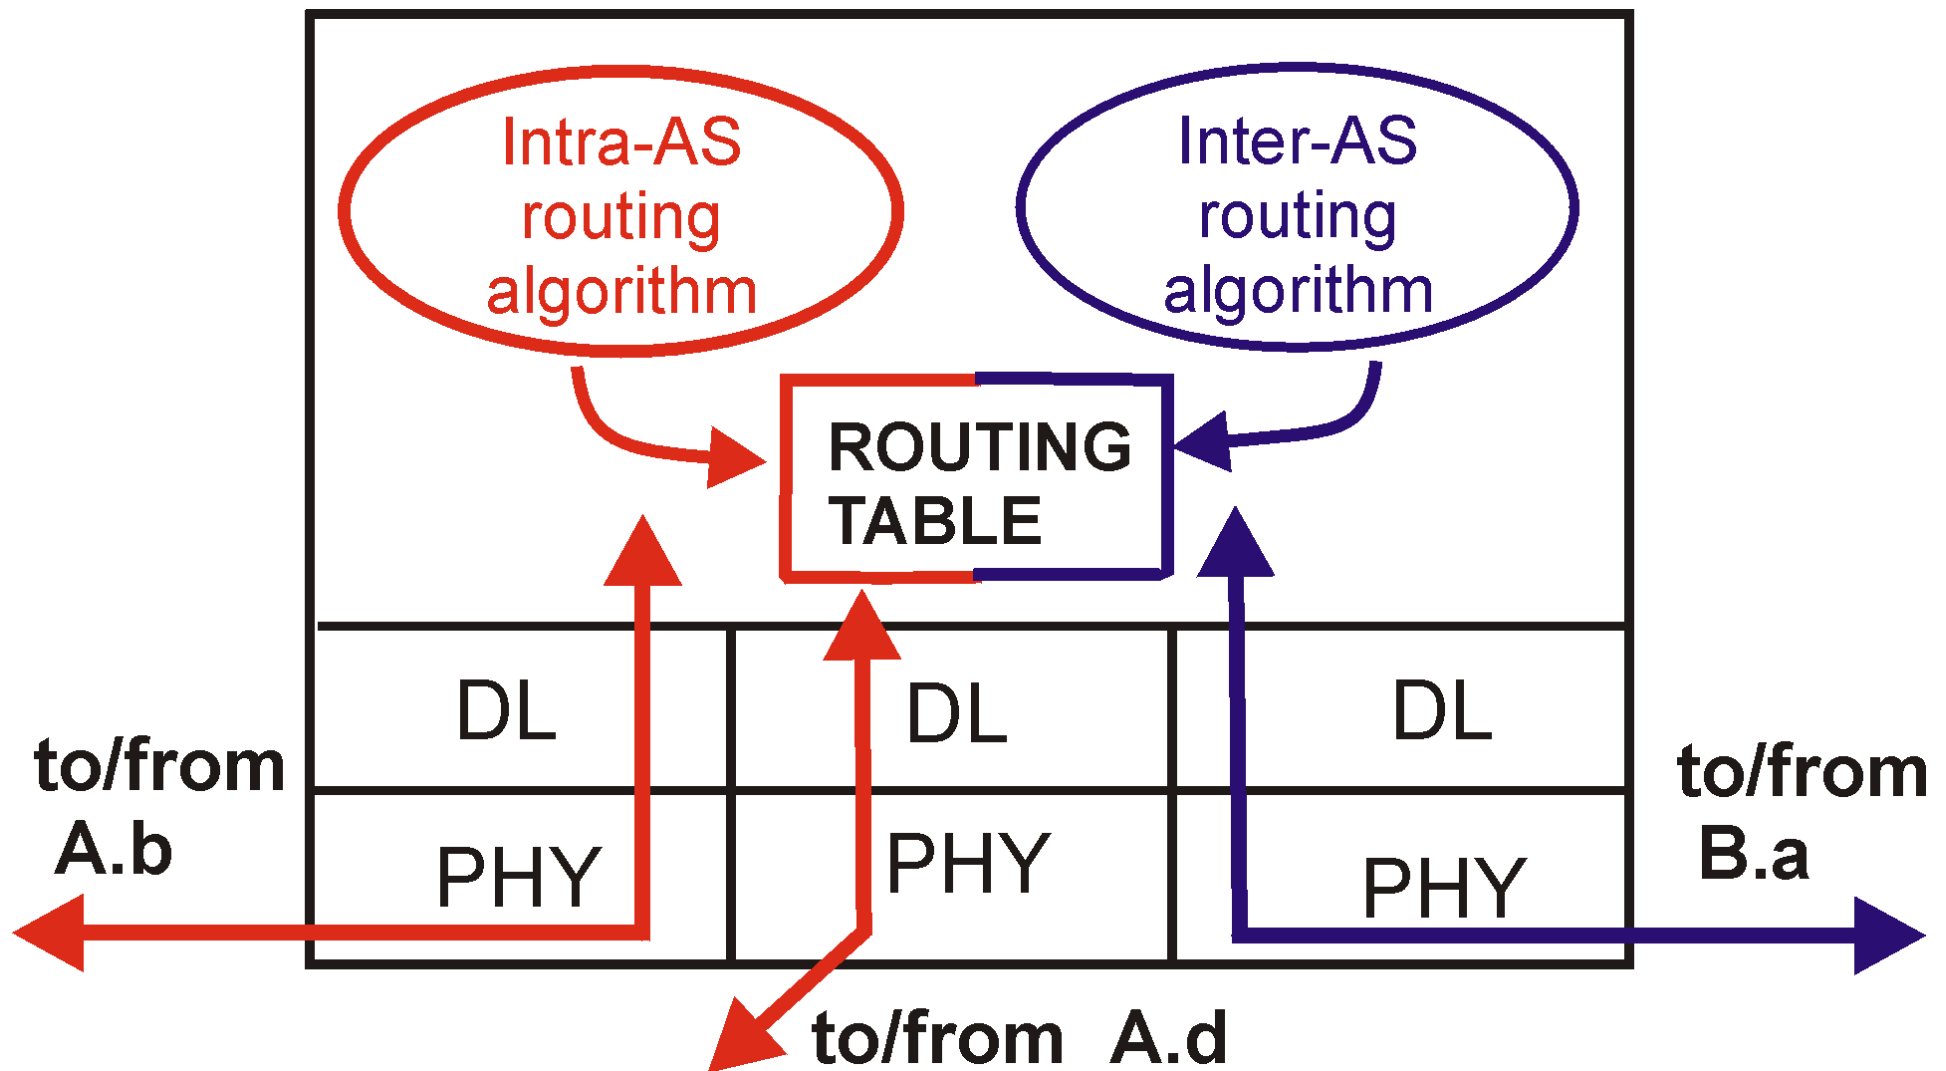 Intra-AS
routing
algorithm
Inter-AS
routing
algorithm
ROUTING
TABLE
DL
DL
DL
to/from
A.b
to/from
B.a
PHY
PHY
PHY
to/from A.d